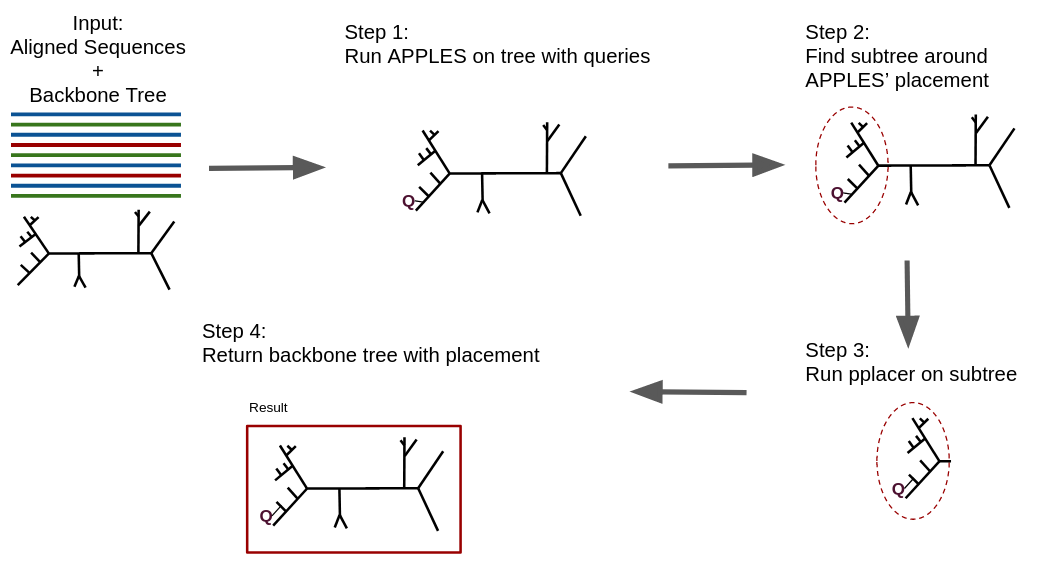 Input:
Aligned Sequences
+
Backbone Tree
Step 1:
Run APPLES on tree with queries
Q
Step 2:
Find subtree around
APPLES’ placement
Q
Step 3:
Run pplacer on subtree
Q
Step 4:
Return backbone tree with placement
Result
Q